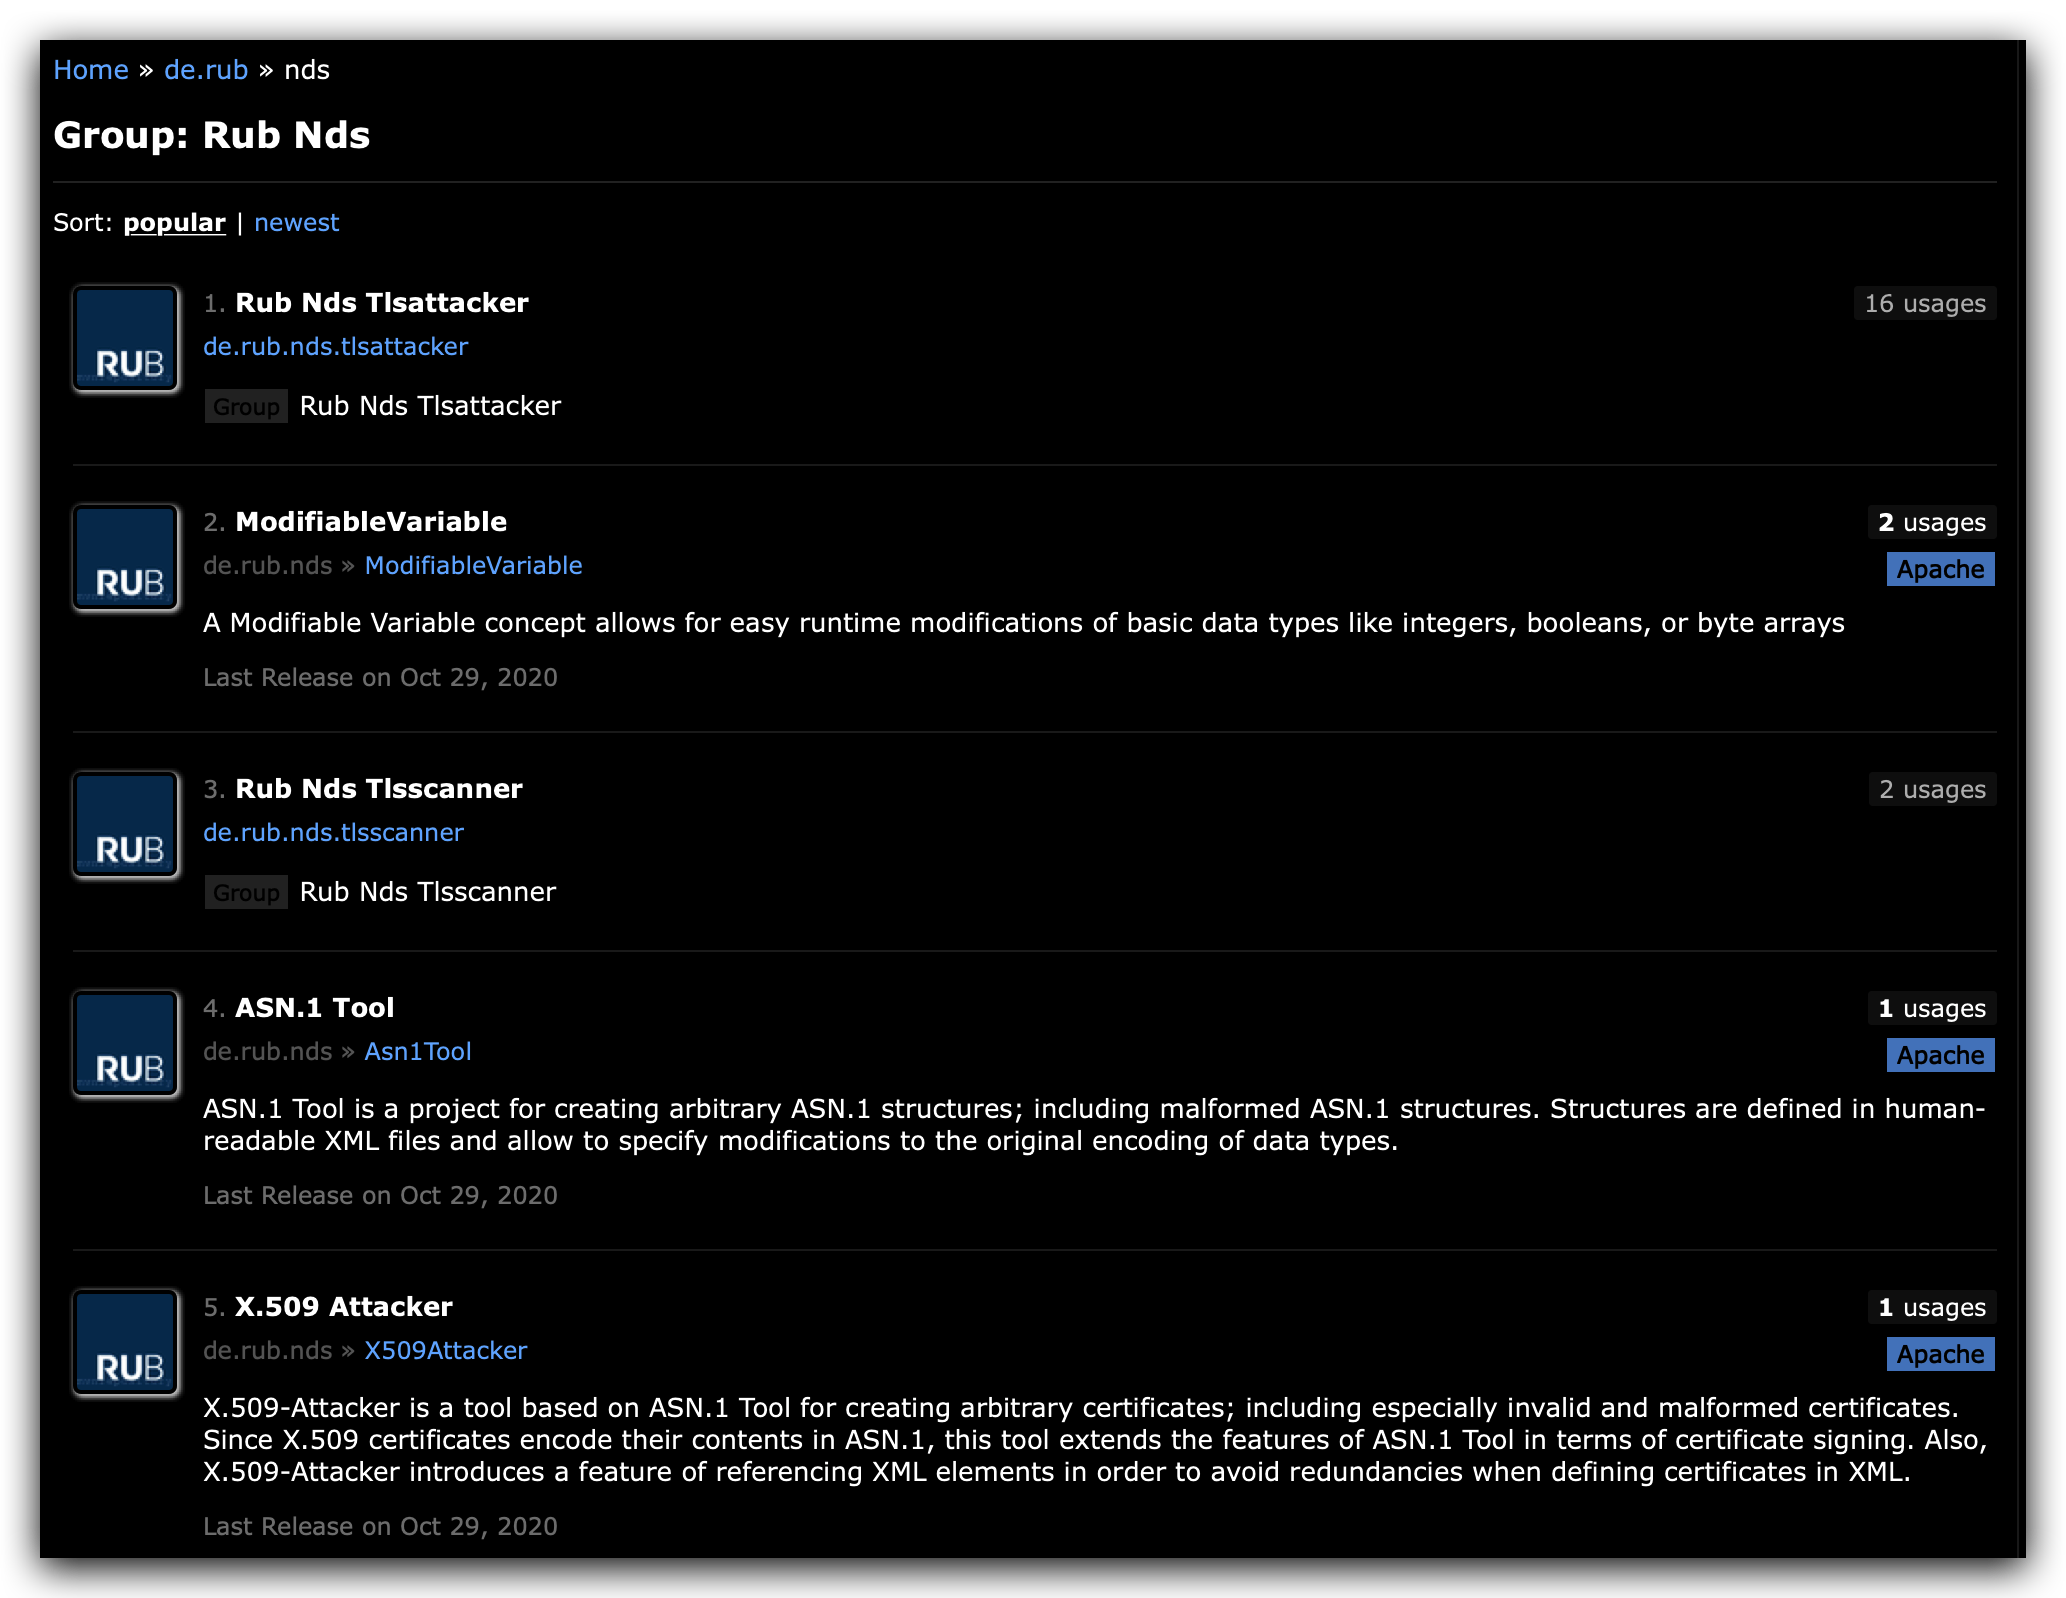 Home » de.rub » nds
Group: Rub Nds
Sort: popular | newest
RUB
1. Rub Nds Tlsattacker
16 usages
de.rub.nds.tlsattacker
Group Rub Nds Tlsattacker
RUB
2. ModifiableVariable
2 usages
de.rub.nds » ModifiableVariable
Apache
A Modifiable Variable concept allows for easy runtime modifications of basic data types like integers, booleans, or byte arrays
Last Release on Oct 29, 2020
RUB
3. Rub Nds Tlsscanner
2 usages
de.rub.nds.tlsscanner
Group Rub Nds Tlsscanner
RUB
4. ASN.1 Tool
1 usages
de.rub.nds » Asn1Tool
Apache
ASN.1 Tool is a project for creating arbitrary ASN.1 structures; including malformed ASN.1 structures. Structures are defined in human-
readable XML files and allow to specify modifications to the original encoding of data types.
Last Release on Oct 29, 2020
RUB
5. X.509 Attacker
1 usages
de.rub.nds » X509Attacker
Apache
X.509-Attacker is a tool based on ASN.1 Tool for creating arbitrary certificates; including especially invalid and malformed certificates.
Since X.509 certificates encode their contents in ASN.1, this tool extends the features of ASN.1 Tool in terms of certificate signing. Also,
X.509-Attacker introduces a feature of referencing XML elements in order to avoid redundancies when defining certificates in XML.
Last Release on Oct 29, 2020